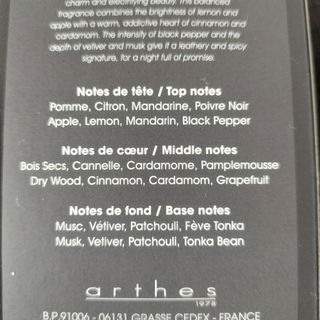 charm and electrifying beauty. This balanced
fragrance combines the brightness of lemon and
apple with a warm, addictive heart of cinnamon and
cardamom. The intensity of black pepper and the
depth of vetiver and musk give it a leathery and spicy
signature, for a night full of promise.
Notes de tête / Top notes
Pomme, Citron, Mandarine, Poivre Noir
Apple, Lemon, Mandarin, Black Pepper
Notes de cœur / Middle notes
Bois Secs, Cannelle, Cardamome, Pamplemousse
Dry Wood, Cinnamon, Cardamom, Grapefruit
Notes de fond / Base notes
Musc, Vétiver, Patchouli, Fève Tonka
Musk, Vetiver, Patchouli, Tonka Bean
arthes
1978
B.P.91006 - 06131 GRASSE CEDEX - FRANCE